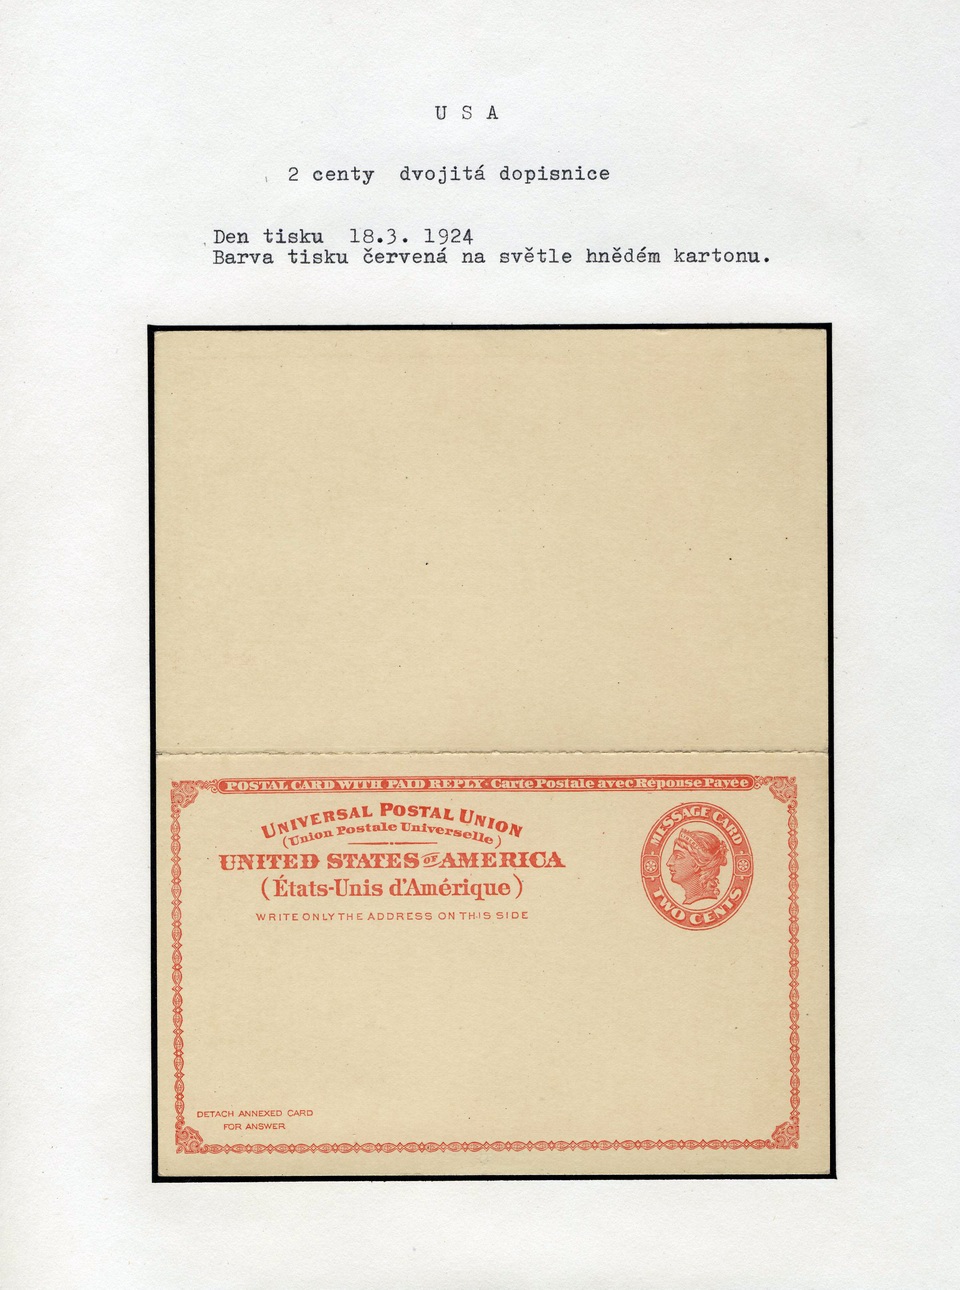 U S A
2 centy dvojitá dopisnice
Den tisku 18.3. 1924
Barva tisku červená na světle hnědém kartonu.
POSTAL CARD WITH PAID REPLY · Carte Postale avec Réponse Payée
UNIVERSAL POSTAL UNION
(Union Postale Universelle)
UNITED STATES OF AMERICA
(États-Unis d'Amérique)
WRITE ONLY THE ADDRESS ON THIS SIDE
MESSAGE CARD
TWO CENTS
DETACH ANNEXED CARD
FOR ANSWER